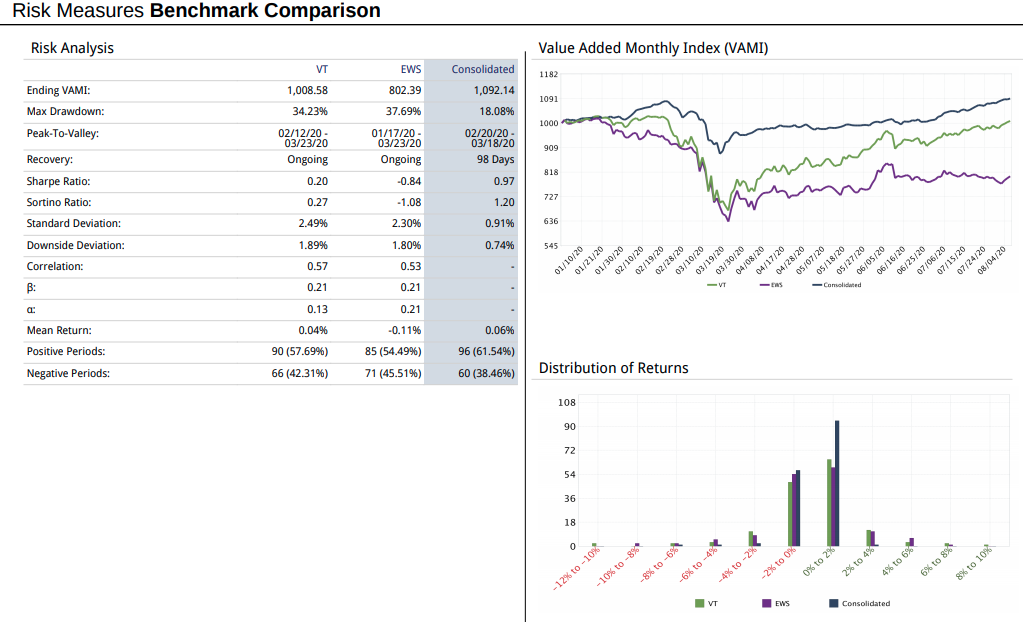 Risk Measures Benchmark Comparison
Risk Analysis
VT EWS Consolidated
Ending VAMI: 1,008.58 802.39 1,092.14
Max Drawdown: 34.23% 37.69% 18.08%
Peak-To-Valley: 02/12/20 - 01/17/20 - 02/20/20 -
03/23/20 03/23/20 03/18/20
Recovery: Ongoing Ongoing 98 Days
Sharpe Ratio: 0.20 -0.84 0.97
Sortino Ratio: 0.27 -1.08 1.20
Standard Deviation: 2.49% 2.30% 0.91%
Downside Deviation: 1.89% 1.80% 0.74%
Correlation: 0.57 0.53 -
β: 0.21 0.21 -
α: 0.13 0.21 -
Mean Return: 0.04% -0.11% 0.06%
Positive Periods: 90 (57.69%) 85 (54.49%) 96 (61.54%)
Negative Periods: 66 (42.31%) 71 (45.51%) 60 (38.46%)
Value Added Monthly Index (VAMI)
1182
1091
1000
909
818
727
636
545
01/10/20 01/21/20 01/30/20 02/10/20 02/19/20 02/28/20 03/10/20 03/19/20 03/30/20 04/08/20 04/17/20 04/28/20 05/07/20 05/18/20 05/27/20 06/05/20 06/16/20 06/25/20 07/06/20 07/15/20 07/24/20 08/04/20
VT EWS Consolidated
Distribution of Returns
108
90
72
54
36
18
0
−12% to −10% −10% to −8% −8% to −6% −6% to −4% −4% to −2% −2% to 0% 0% to 2% 2% to 4% 4% to 6% 6% to 8% 8% to 10%
VT EWS Consolidated